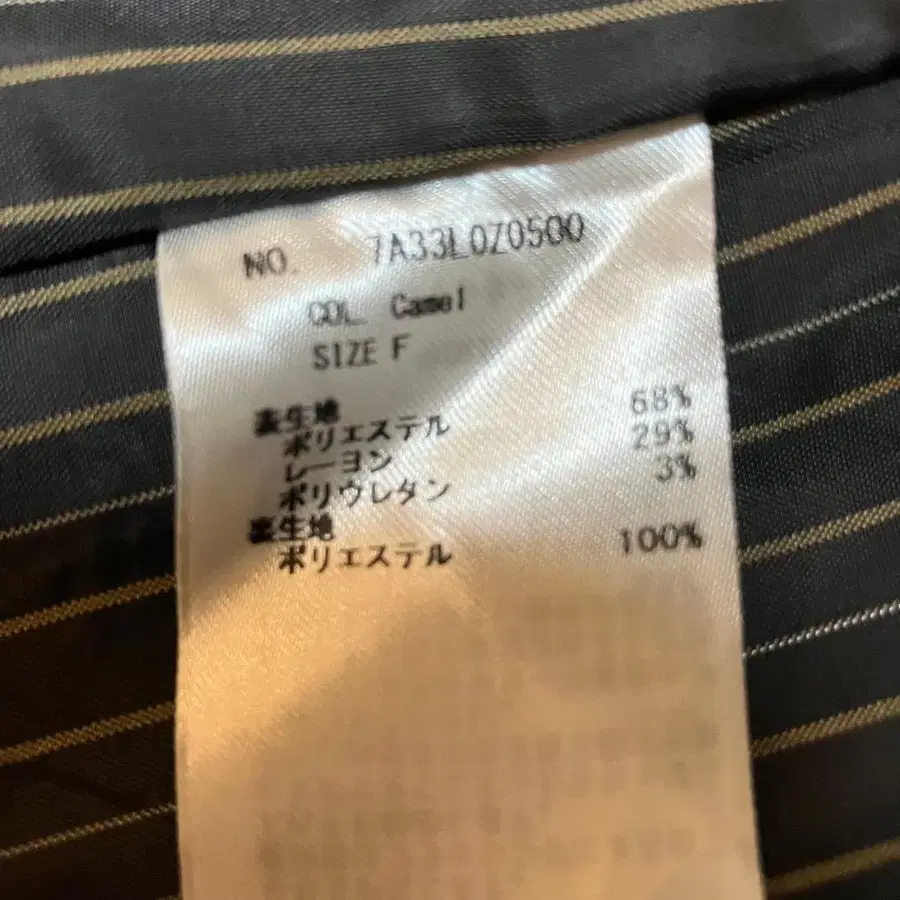 NO. 7A33L0Z0500
COL Camel
SIZE F
表生地
ポリエステル 68%
レーヨン 29%
ポリウレタン 3%
裏生地
ポリエステル 100%